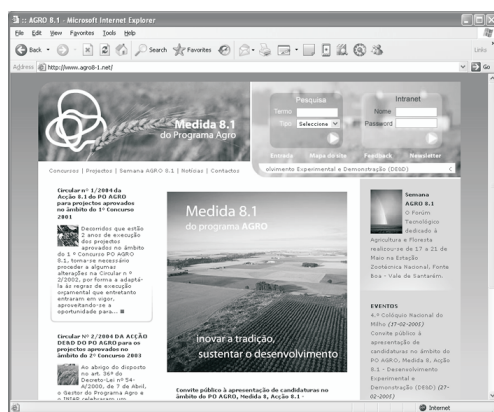 3 :: AGRO 8.1 - Microsoft Internet Explorer
File Edit View Favorites Tools Help
Back Search Favorites Links
Address http://www.agro8-1.net/ Go
Medida 8.1
do Programa Agro
Pesquisa
Termo
Tipo Seleccione
Intranet
Nome
Password
Entrada Mapa do site Feedback Newsletter
Concursos | Projectos | Semana AGRO 8.1 | Notícias | Contactos
olvimento Experimental e Demonstração (DE&D)
Circular nº 1/2004 da
Acção 8.1 do PO AGRO
para projectos aprovados
no âmbito do 1º Concurso
2001
Decorridos que estão
2 anos de execução
dos projectos
aprovados no âmbito
do 1 º Concurso PO AGRO
8.1, torna-se necessário
proceder a algumas
alterações na Circular n º
2/2002, por forma a adaptá-
la às regras de execução
orçamental que entretanto
entraram em vigor,
aproveitando-se a
oportunidade para...
Circular Nº 2/2004 DA ACÇÃO
DE&D DO PO AGRO para os
projectos aprovados no
âmbito do 2º Concurso 2003
Ao abrigo do disposto
no art. 36º do
Decreto-Lei nº 54-
A/2000, de 7 de Abril,
o Gestor do Programa Agro e
o INIAP celebraram um
Medida 8.1
do programa AGRO
inovar a tradição,
sustentar o desenvolvimento
Convite público à apresentação de candidaturas no
âmbito do PO AGRO, Medida 8, Acção 8.1 -
Semana
AGRO 8.1
O Forúm
Tecnológico
dedicado à
Agricultura e Floresta
realizou-se de 17 a 21 de
Maio na Estação
Zootécnica Nacional, Fonte
Boa - Vale de Santarém.
EVENTOS
4.º Colóquio Nacional do
Milho (17-02-2005)
Convite público à
apresentação de
candidaturas no âmbito do
PO AGRO, Medida 8, Acção
8.1 - Desenvolvimento
Experimental e
Demonstração (DE&D) (27-
02-2005)
Internet